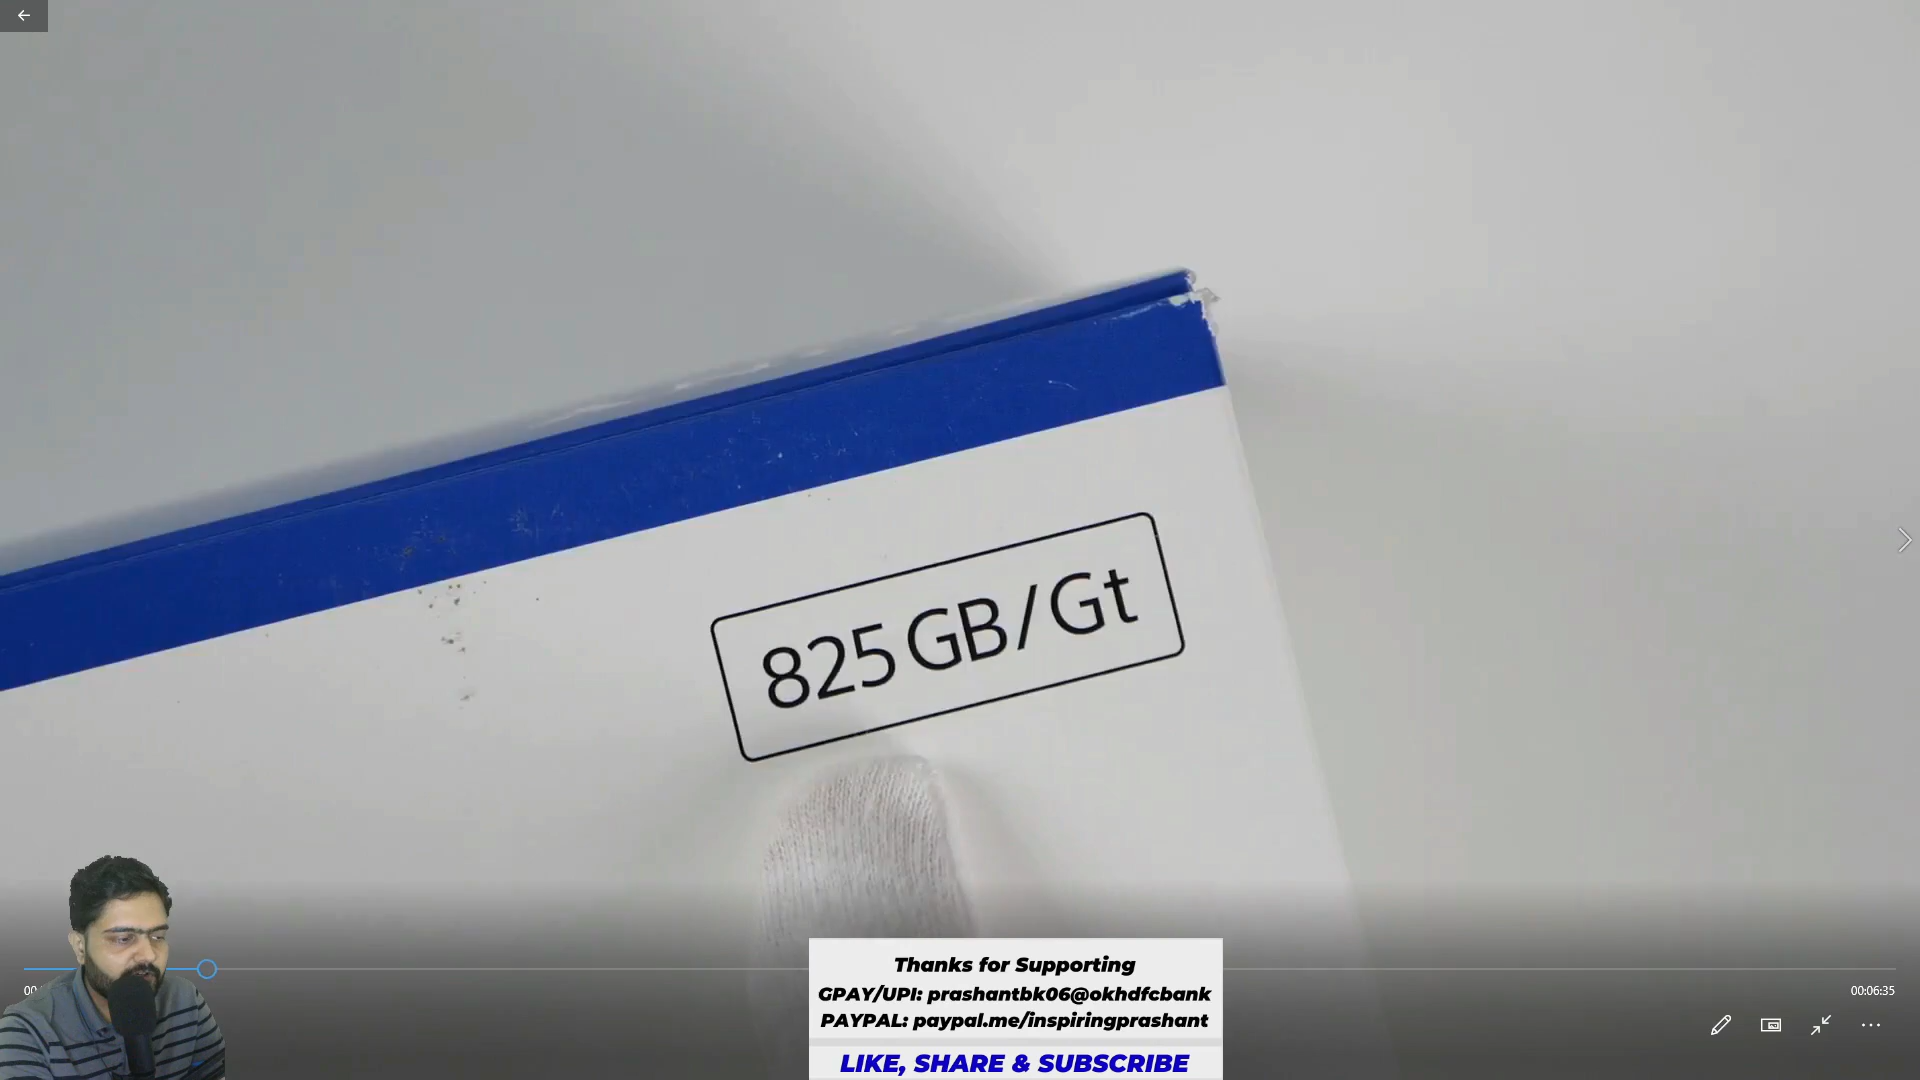 825 GB/Gt
Thanks for Supporting
GPAY/UPI: prashantbk06@okhdfcbank
00:06:35
PAYPAL: paypal.me/inspiringprashant
LIKE, SHARE & SUBSCRIBE